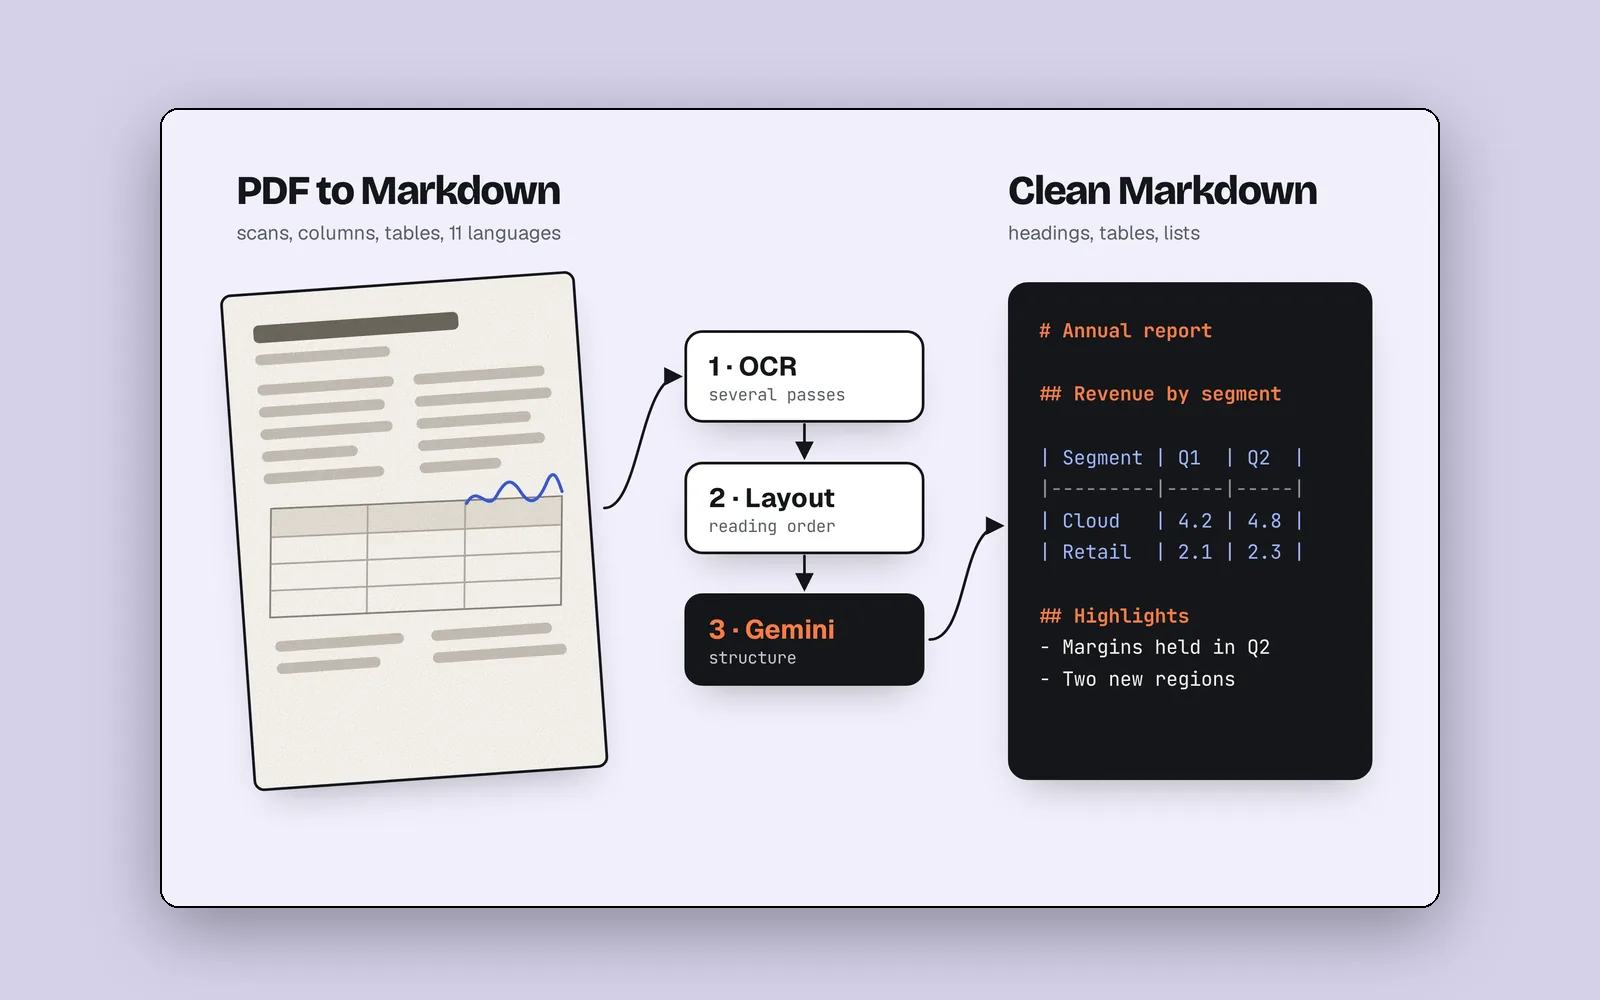 PDF to Markdown
scans, columns, tables, 11 languages
1 · OCR
several passes
2 · Layout
reading order
3 · Gemini
structure
Clean Markdown
headings, tables, lists
# Annual report
## Revenue by segment
| Segment | Q1  | Q2  |
|---------|-----|-----|
| Cloud   | 4.2 | 4.8 |
| Retail  | 2.1 | 2.3 |
## Highlights
- Margins held in Q2
- Two new regions